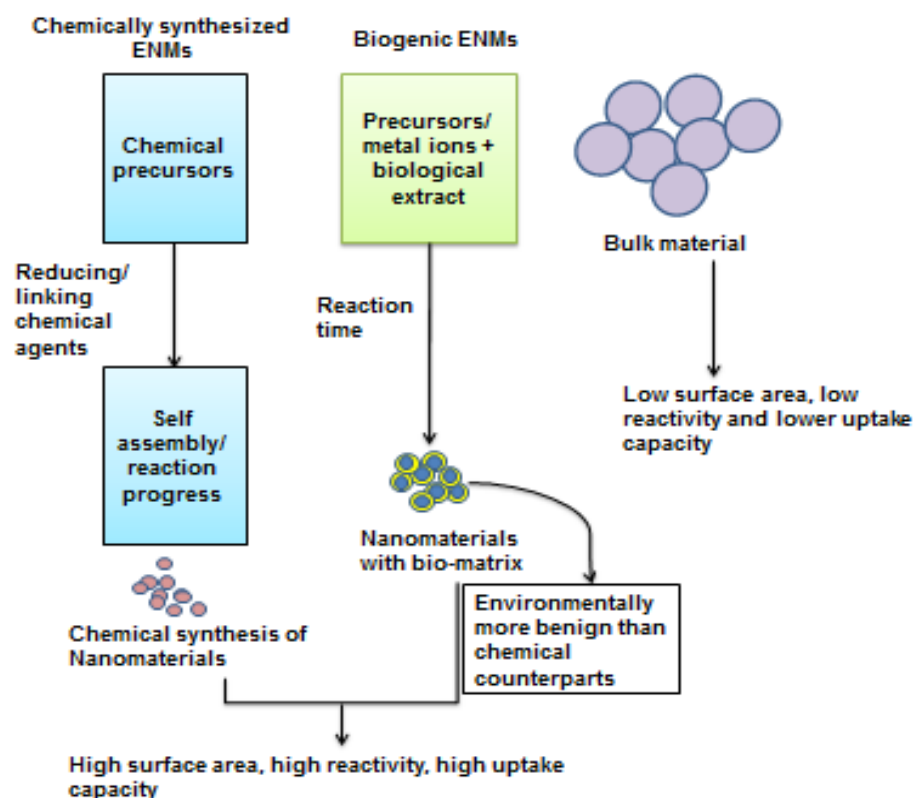 Chemically synthesized
ENMs
Chemical
precursors
Reducing/
linking
chemical
agents
Self
assembly/
reaction
progress
Chemical synthesis of
Nanomaterials
Biogenic ENMs
Precursors/
metal ions +
biological
extract
Reaction
time
Nanomaterials
with bio-matrix
Environmentally
more benign than
chemical
counterparts
High surface area, high reactivity, high uptake
capacity
Bulk material
Low surface area, low
reactivity and lower uptake
capacity